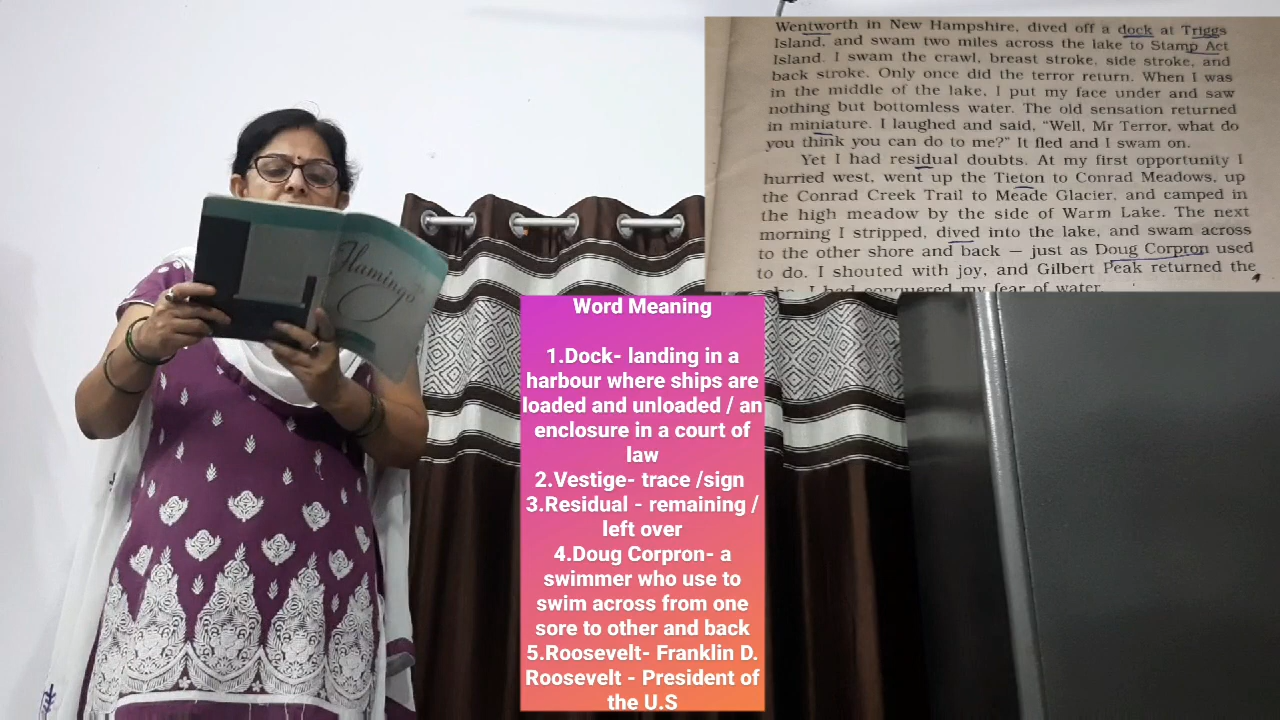 Wentworth in New Hampshire, dived off a dock at Triggs
Island, and swam two miles across the lake to Stamp Act
Island. I swam the crawl, breast stroke, side stroke, and
back stroke. Only once did the terror return. When I was
in the middle of the lake, I put my face under and saw
nothing but bottomless water. The old sensation returned
in miniature. I laughed and said, “Well, Mr Terror, what do
you think you can do to me?” It fled and I swam on.
Yet I had residual doubts. At my first opportunity I
hurried west, went up the Tieton to Conrad Meadows, up
the Conrad Creek Trail to Meade Glacier, and camped in
the high meadow by the side of Warm Lake. The next
morning I stripped, dived into the lake, and swam across
to the other shore and back — just as Doug Corpron used
to do. I shouted with joy, and Gilbert Peak returned the
I had conquered my fear of water.
Flamingo
Word Meaning
1.Dock- landing in a
harbour where ships are
loaded and unloaded / an
enclosure in a court of
law
2.Vestige- trace /sign
3.Residual - remaining /
left over
4.Doug Corpron- a
swimmer who use to
swim across from one
sore to other and back
5.Roosevelt- Franklin D.
Roosevelt - President of
the U.S